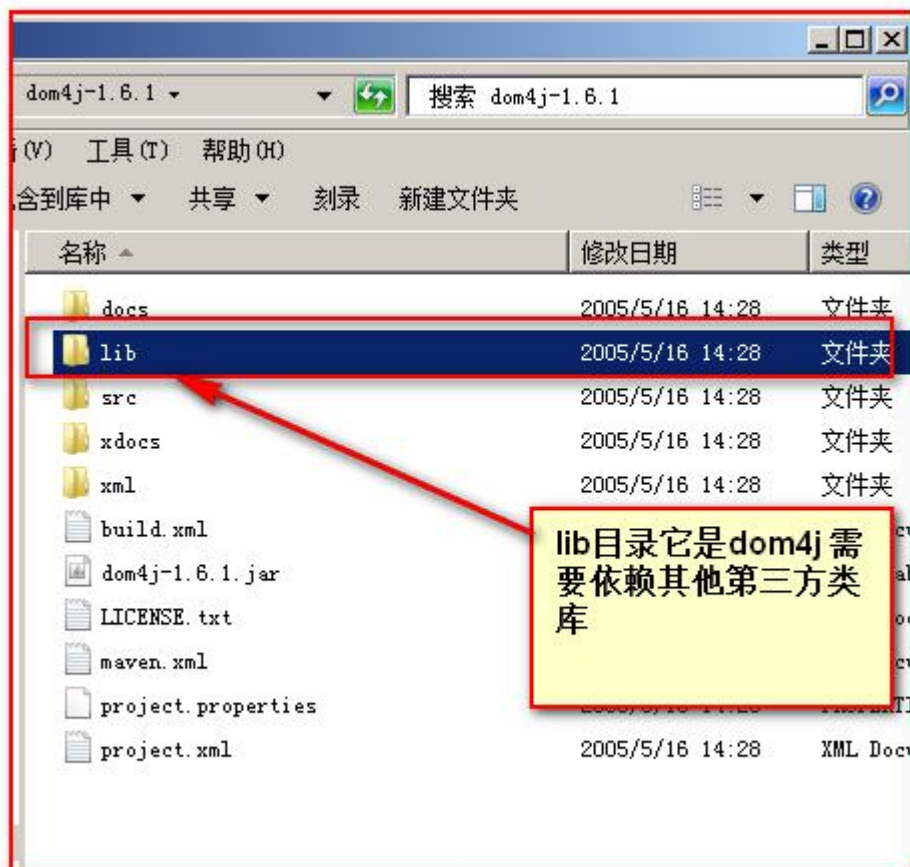 dom4j-1.6.1
搜索 dom4j-1.6.1
(V) 工具(T) 帮助(H)
含到库中 共享 刻录 新建文件夹
名称 修改日期 类型
docs 2005/5/16 14:28 文件夹
lib 2005/5/16 14:28 文件夹
src 2005/5/16 14:28 文件夹
xdocs 2005/5/16 14:28 文件夹
xml 2005/5/16 14:28 文件夹
build.xml
dom4j-1.6.1.jar
LICENSE.txt
maven.xml
project.properties
project.xml 2005/5/16 14:28 XML Docu
lib目录它是dom4j 需
要依赖其他第三方类
库